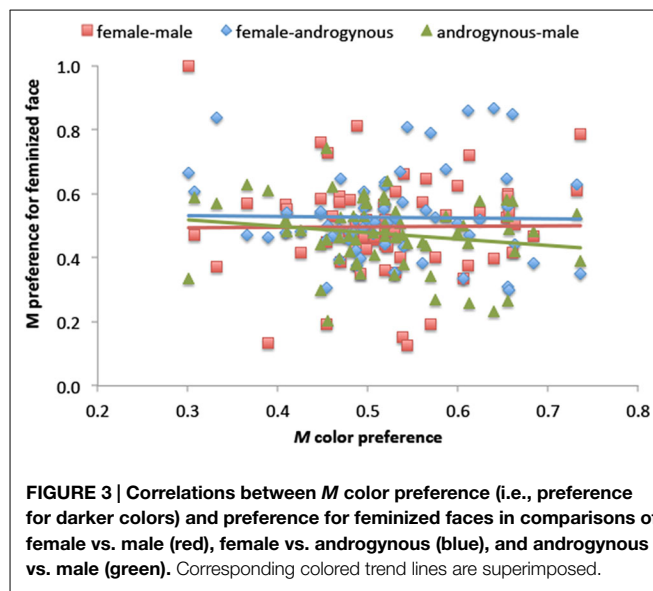 female-male female-androgynous androgynous-male
M preference for feminized face
1.0
0.8
0.6
0.4
0.2
0.0
0.2 0.3 0.4 0.5 0.6 0.7 0.8
M color preference
FIGURE 3 | Correlations between M color preference (i.e., preference
for darker colors) and preference for feminized faces in comparisons of
female vs. male (red), female vs. androgynous (blue), and androgynous
vs. male (green). Corresponding colored trend lines are superimposed.